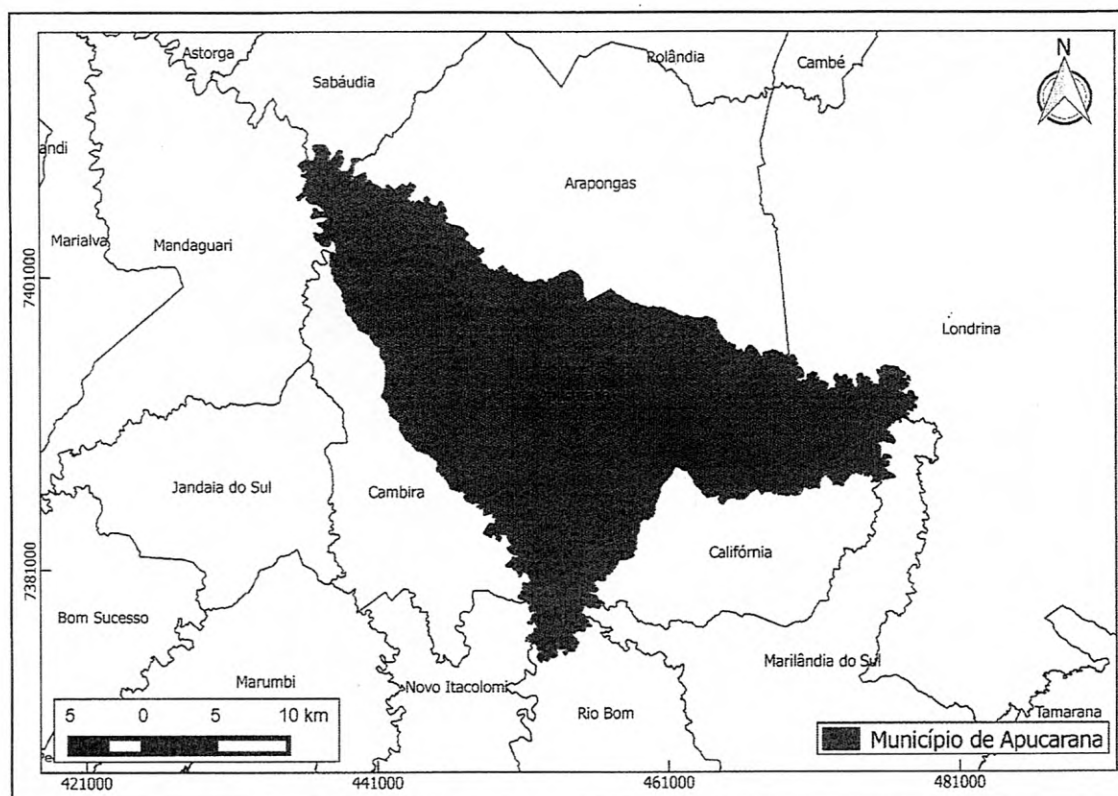 Astorga
Sabáudia
Rolândia
Cambé
N
andi
Arapongas
Marialva
Mandaguari
7401000
Londrina
Jandaia do Sul
Cambira
Califórnia
7381000
Bom Sucesso
Marilândia do Sul
Marumbi
Novo Itacolomi
Rio Bom
Tamarana
5 0 5 10 km
Município de Apucarana
421000 441000 461000 481000